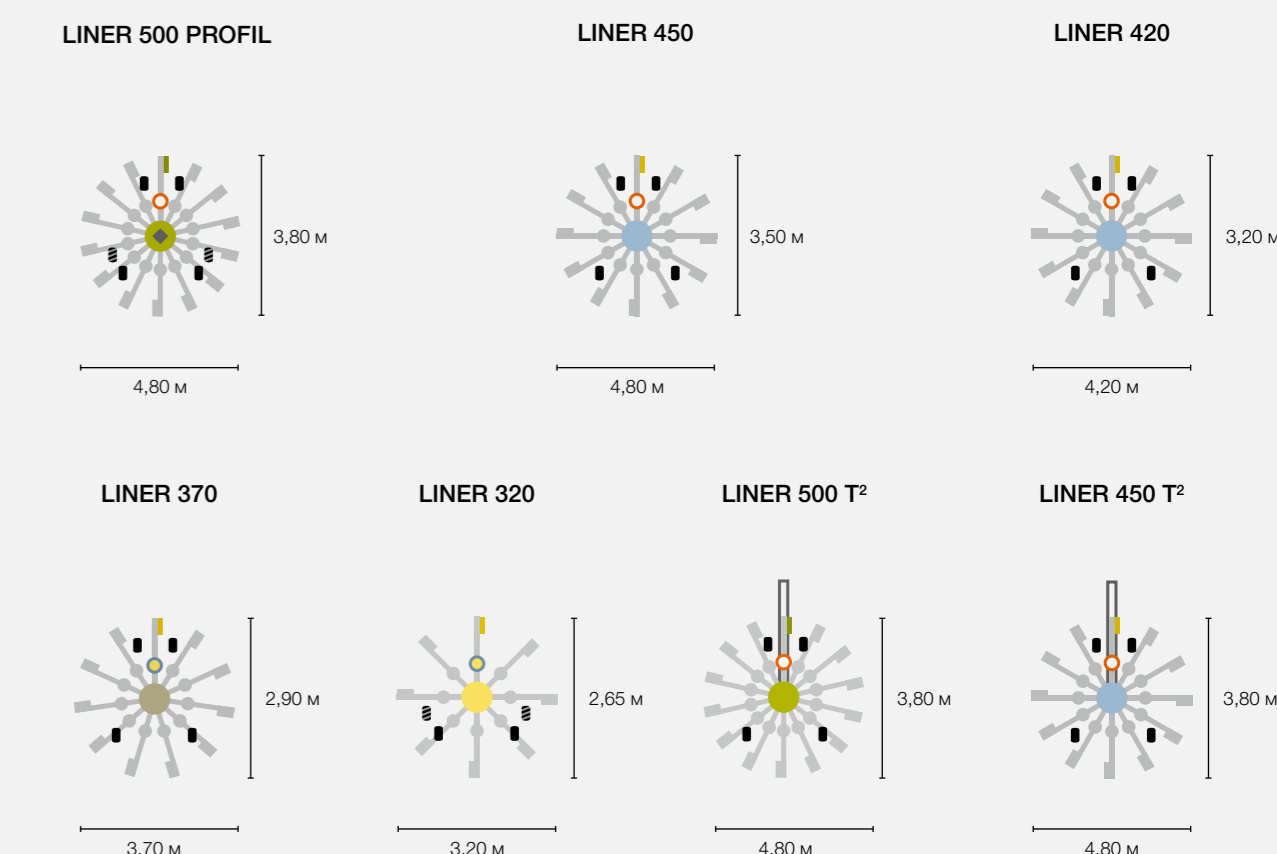 LINER 500 PROFIL
LINER 450
LINER 420
3,80 м
3,50 м
3,20 м
4,80 м
4,80 м
4,20 м
LINER 370
LINER 320
LINER 500 T²
LINER 450 T²
2,90 м
2,65 м
3,80 м
3,80 м
3,70 м
3,20 м
4,80 м
4,80 м